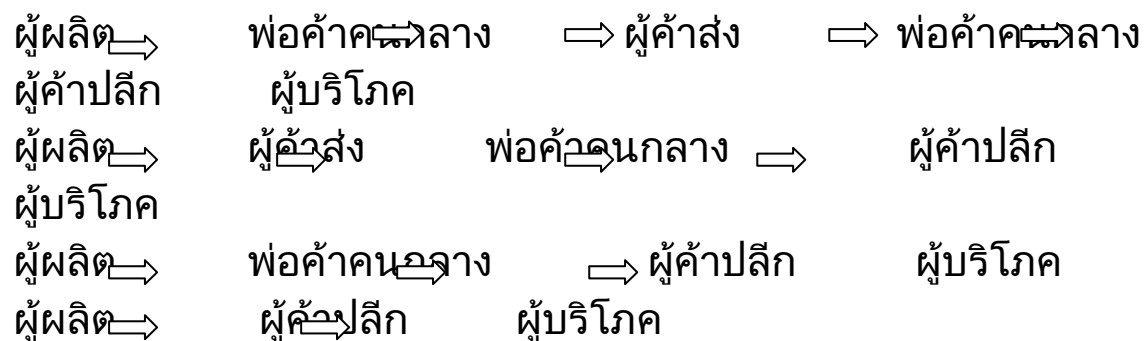 ผู้ผลิต พ่อค้าคนกลาง ผู้ค้าส่ง พ่อค้าคนกลาง
ผู้ค้าปลีก ผู้บริโภค
ผู้ผลิต ผู้ค้าส่ง พ่อค้าคนกลาง ผู้ค้าปลีก
ผู้บริโภค
ผู้ผลิต พ่อค้าคนกลาง ผู้ค้าปลีก ผู้บริโภค
ผู้ผลิต ผู้ค้าปลีก ผู้บริโภค